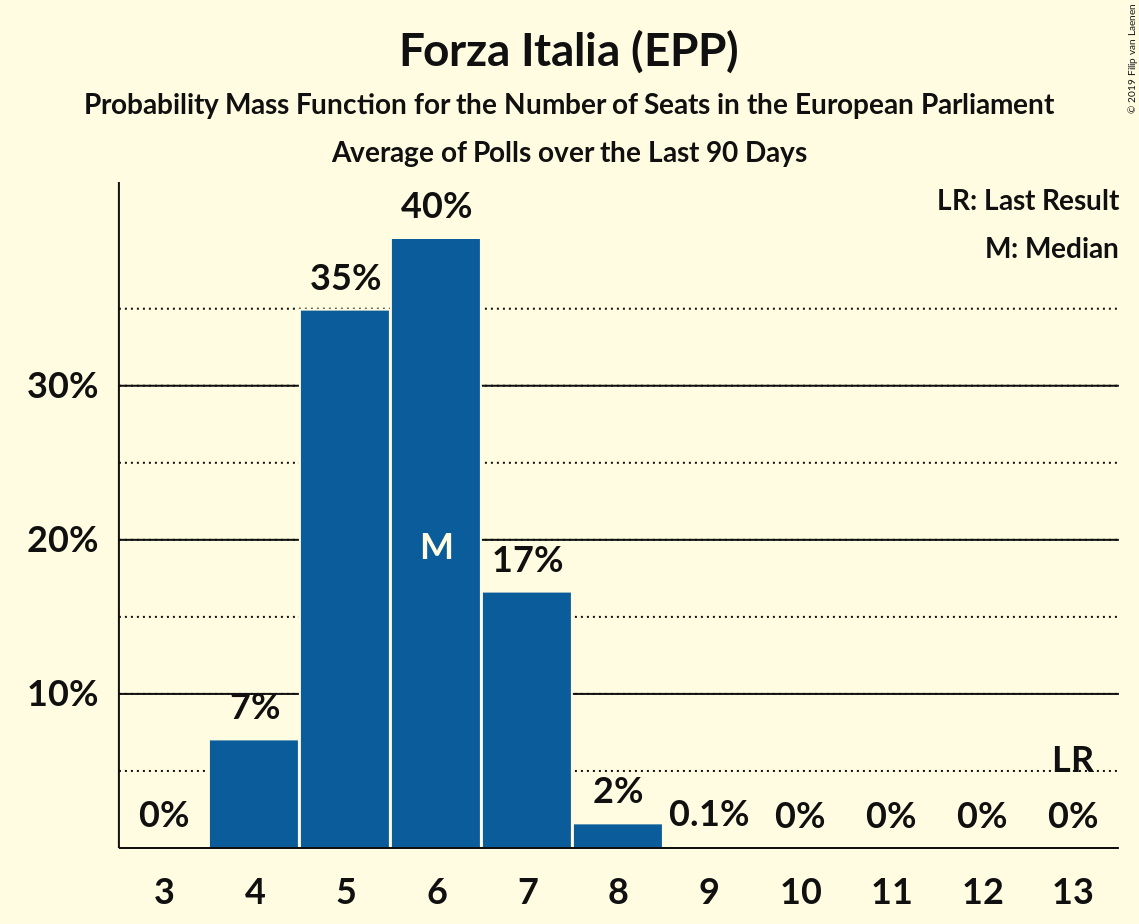 Forza Italia (EPP)
Probability Mass Function for the Number of Seats in the European Parliament
Average of Polls over the Last 90 Days
© 2019 Filip van Laenen
LR: Last Result
M: Median
40%
35%
30%
M
20%
17%
10%
7%
LR
2%
0% 0.1% 0% 0% 0% 0%
3 4 5 6 7 8 9 10 11 12 13